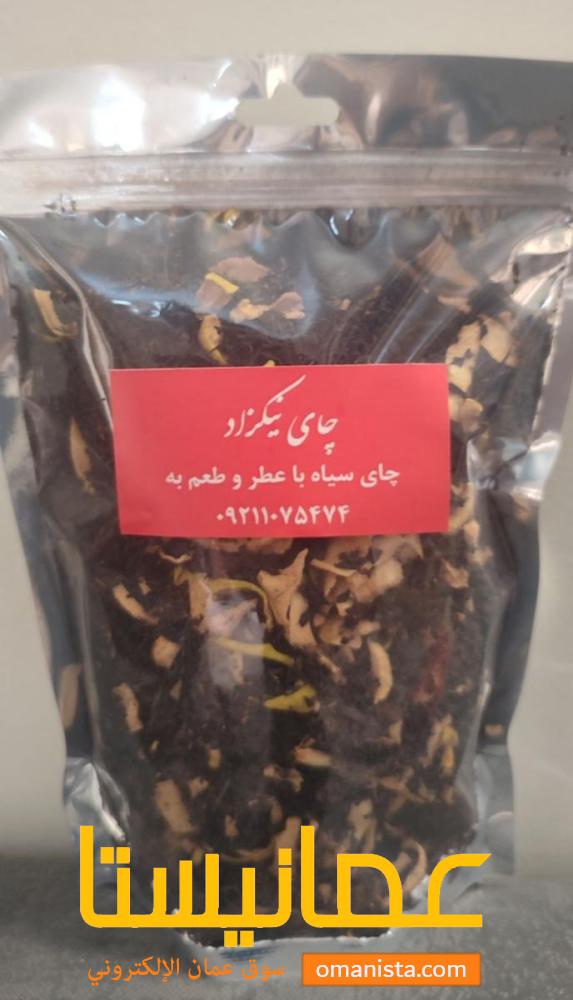 چای نیکزاد
چای سیاه با عطر و طعم به
۰۹۲۱۱۰۷۵۴۷۴
عمانيستا
سوق عمان الإلكتروني
omanista.com